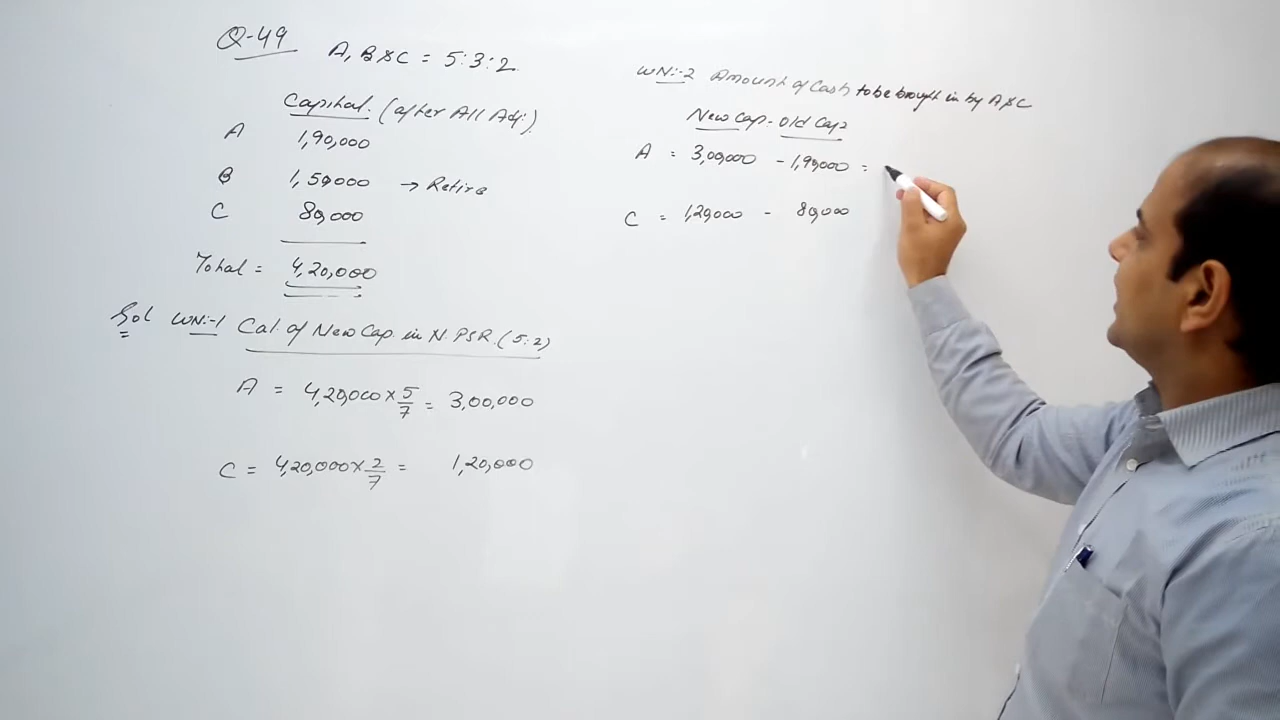 Q-49
A, B & C = 5:3:2
Capital (after All Adj.)
A 1,90,000
B 1,50,000 → Retire
C 80,000
Total = 4,20,000
Sol WN:-1 Cal. of New Cap. in N. PSR. (5:2)
A = 4,20,000 × 5/7 = 3,00,000
C = 4,20,000 × 2/7 = 1,20,000
WN:-2 Amount of Cash to be brought in by A & C
New Cap. - Old Cap.
A = 3,00,000 - 1,90,000 =
C = 1,20,000 - 80,000